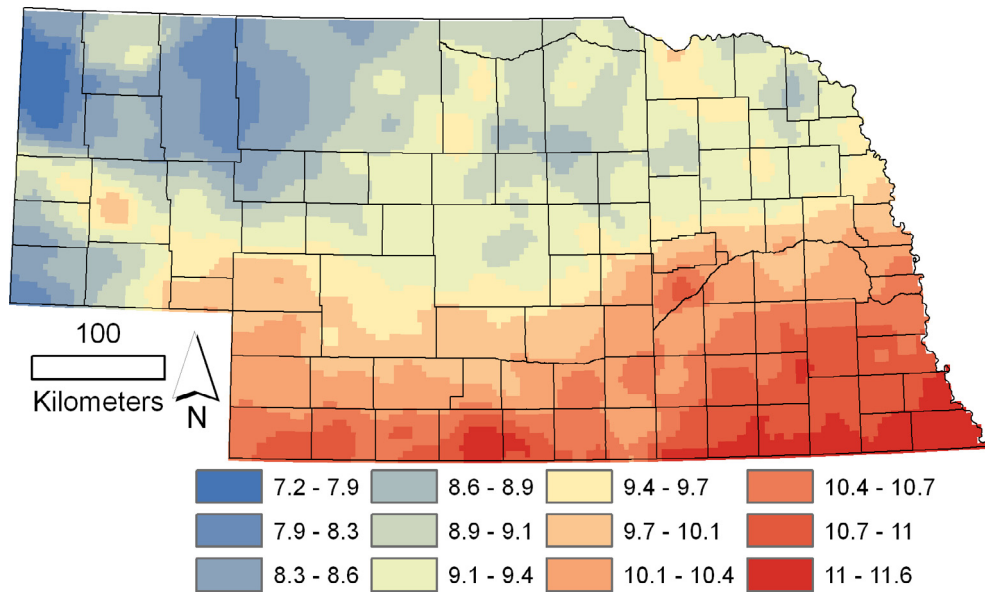 100
Kilometers
N
7.2 - 7.9
8.6 - 8.9
9.4 - 9.7
10.4 - 10.7
7.9 - 8.3
8.9 - 9.1
9.7 - 10.1
10.7 - 11
8.3 - 8.6
9.1 - 9.4
10.1 - 10.4
11 - 11.6